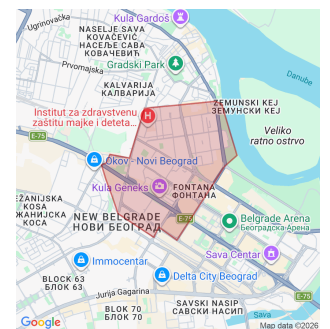 Kula Gardoš
Ugrinovačka
NASELJE SAVA
KOVAČEVIĆ
НАСЕЉЕ САВА
КОВАЧЕВИЋ
Gradski Park
Prvomajska
Danube
KALVARIJA
КАЛВАРИЈА
ZEMUNSKI KEJ
ЗЕМУНСКИ КЕЈ
Institut za zdravstvenu
zaštitu majke i deteta...
E-75
Veliko
ratno ostrvo
Okov - Novi Beograd
Kula Geneks
FONTANA
ФОНТАНА
EŽANIJSKA
KOSA
ЖАНИЈСКА
КОСА
NEW BELGRADE
НОВИ БЕОГРАД
E-75
Belgrade Arena
Београдска Арена
Sava Centar
Immocentar
E-75
BLOCK 63
БЛОК 63
Delta City Beograd
Jurija Gagarina
BLOK 70
БЛОК 70
SAVSKI NASIP
САВСКИ НАСИП
Sava
Google
Map data ©2026